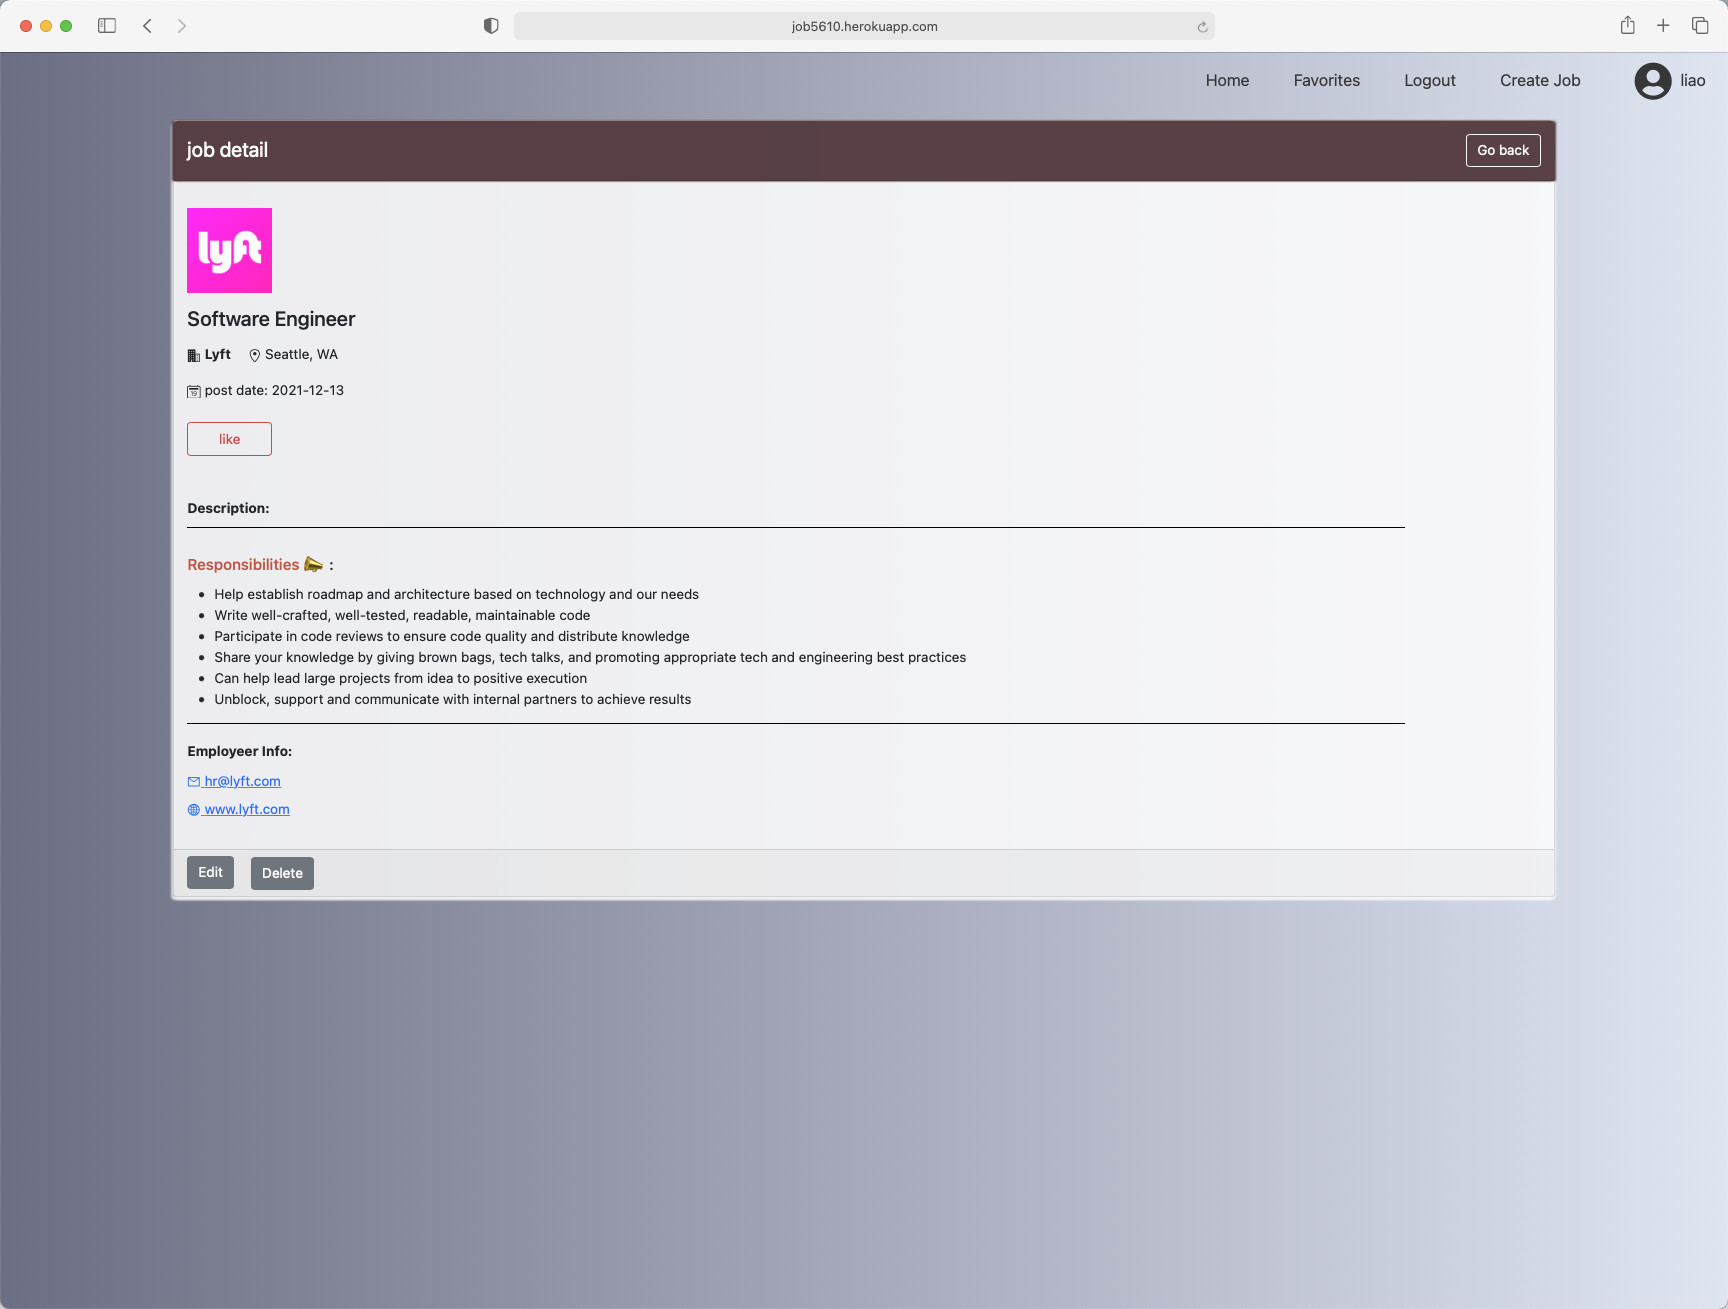 job5610.herokuapp.com
Home Favorites Logout Create Job liao
job detail Go back
lyft
Software Engineer
Lyft Seattle, WA
post date: 2021-12-13
like
Description:
Responsibilities :
Help establish roadmap and architecture based on technology and our needs
Write well-crafted, well-tested, readable, maintainable code
Participate in code reviews to ensure code quality and distribute knowledge
Share your knowledge by giving brown bags, tech talks, and promoting appropriate tech and engineering best practices
Can help lead large projects from idea to positive execution
Unblock, support and communicate with internal partners to achieve results
Employeer Info:
hr@lyft.com
www.lyft.com
Edit Delete